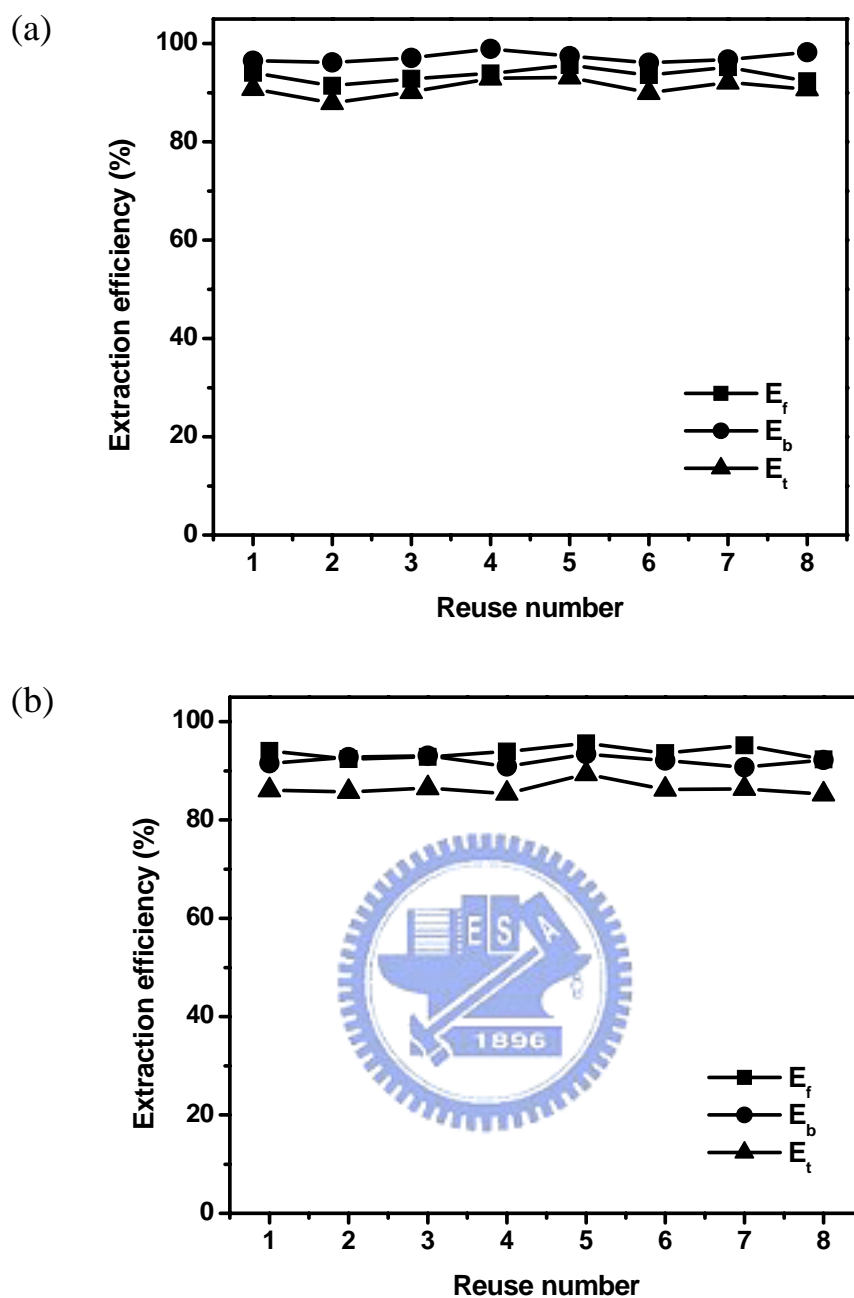 (a)
100
80
60
40
20
0
Extraction efficiency (%)
E_f
E_b
E_t
1 2 3 4 5 6 7 8
Reuse number
(b)
100
80
60
40
20
0
Extraction efficiency (%)
E S A
1896
E_f
E_b
E_t
1 2 3 4 5 6 7 8
Reuse number